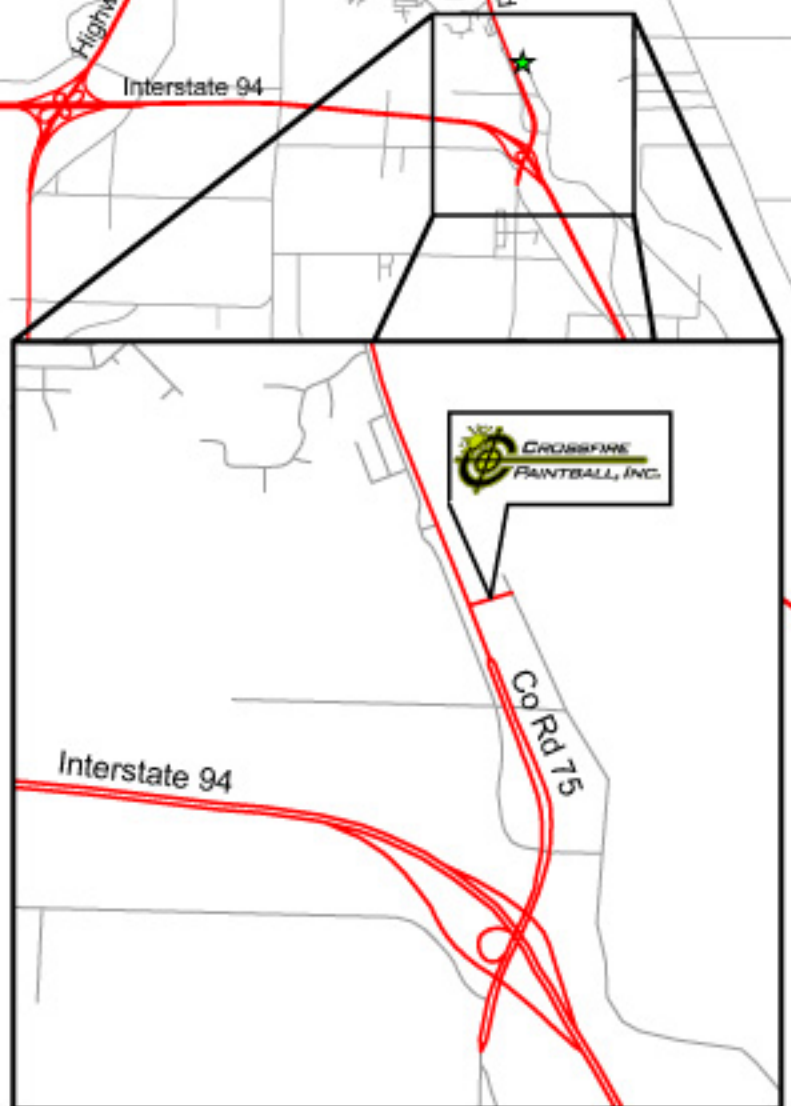 Interstate 94
CROSSFIRE
PAINTBALL, INC.
Co Rd 75
Interstate 94